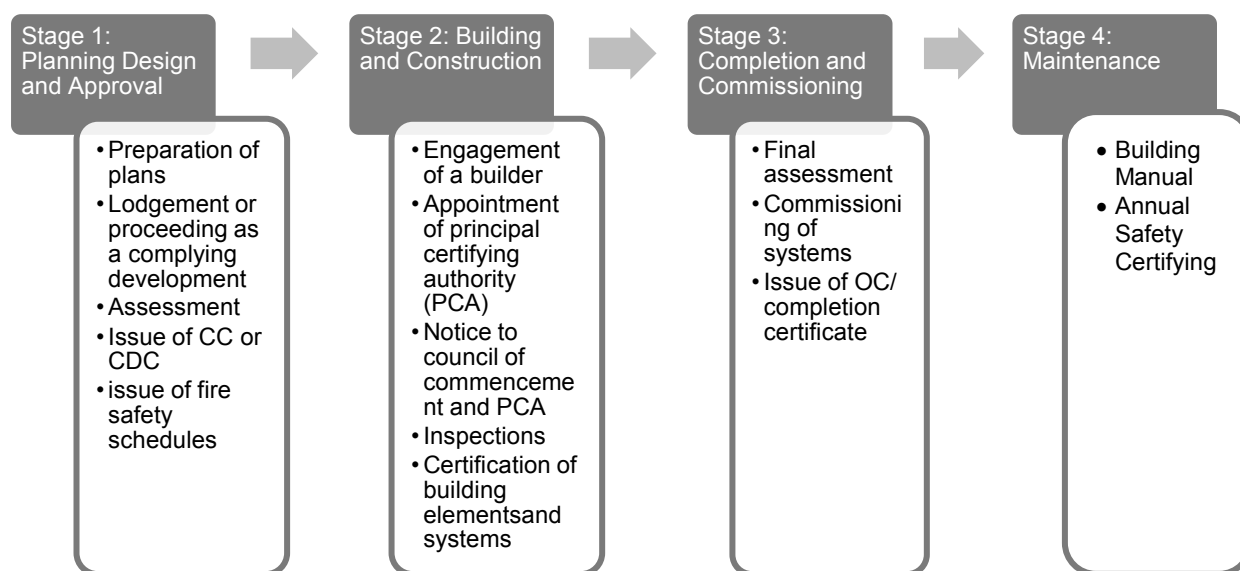 Stage 1:
Planning Design
and Approval
• Preparation of
plans
• Lodgement or
proceeding as
a complying
development
• Assessment
• Issue of CC or
CDC
• issue of fire
safety
schedules
Stage 2: Building
and Construction
• Engagement
of a builder
• Appointment
of principal
certifying
authority
(PCA)
• Notice to
council of
commenceme
nt and PCA
• Inspections
• Certification of
building
elementsand
systems
Stage 3:
Completion and
Commissioning
• Final
assessment
• Commissioni
ng of
systems
• Issue of OC/
completion
certificate
Stage 4:
Maintenance
• Building
Manual
• Annual
Safety
Certifying